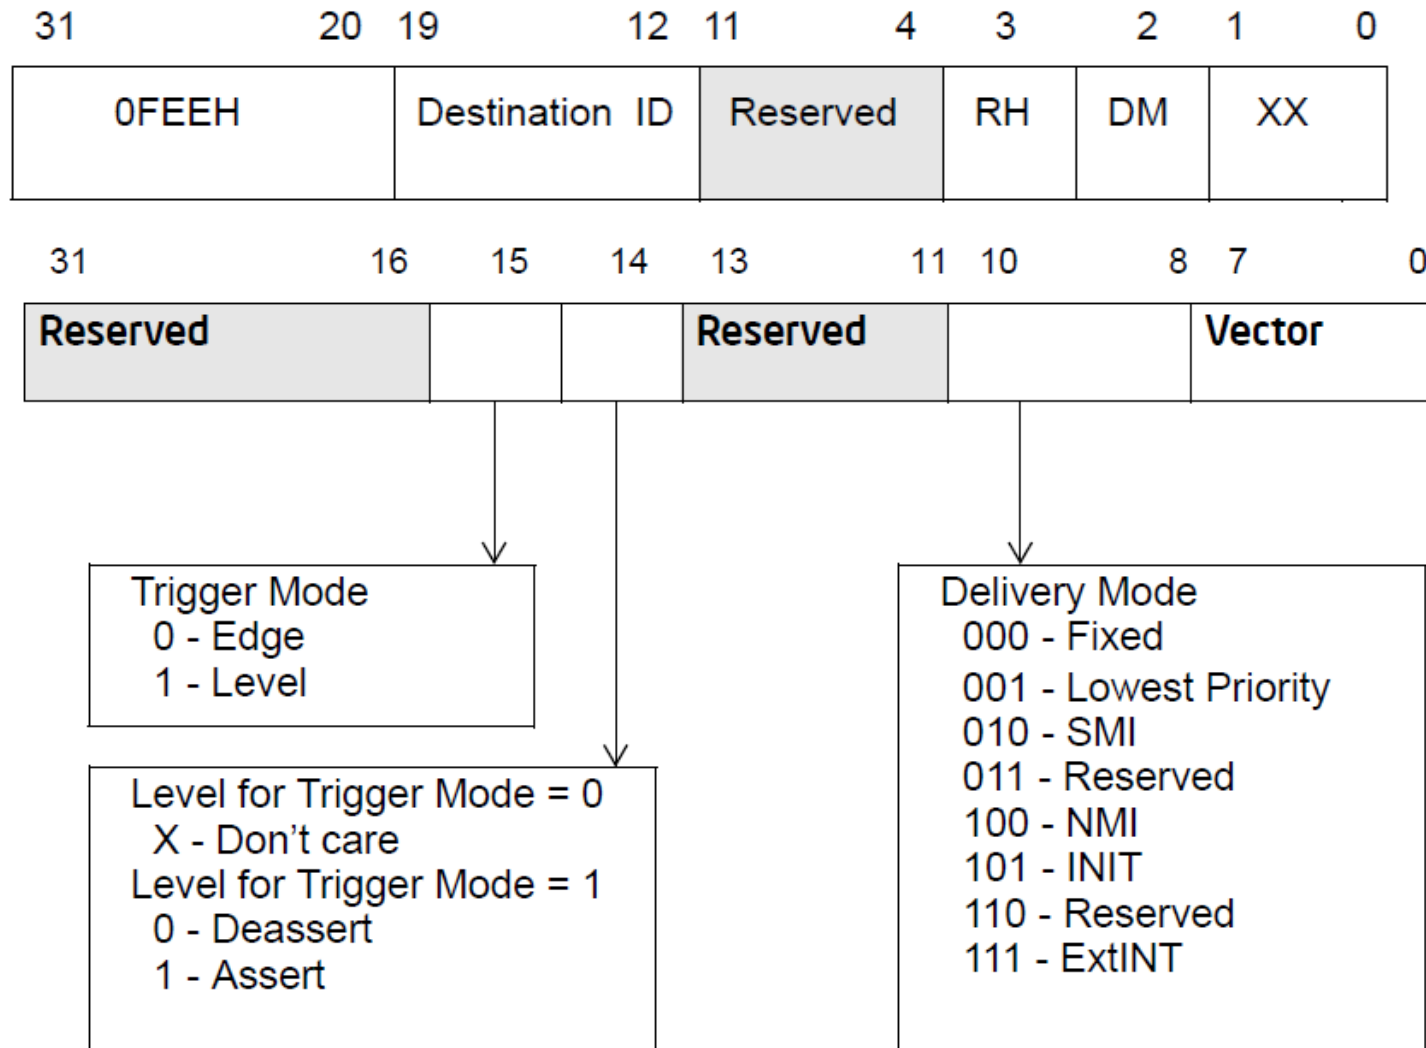 31 20 19 12 11 4 3 2 1 0
0FEEH Destination ID Reserved RH DM XX
31 16 15 14 13 11 10 8 7 0
Reserved Reserved Vector
Trigger Mode
0 - Edge
1 - Level
Level for Trigger Mode = 0
X - Don’t care
Level for Trigger Mode = 1
0 - Deassert
1 - Assert
Delivery Mode
000 - Fixed
001 - Lowest Priority
010 - SMI
011 - Reserved
100 - NMI
101 - INIT
110 - Reserved
111 - ExtINT